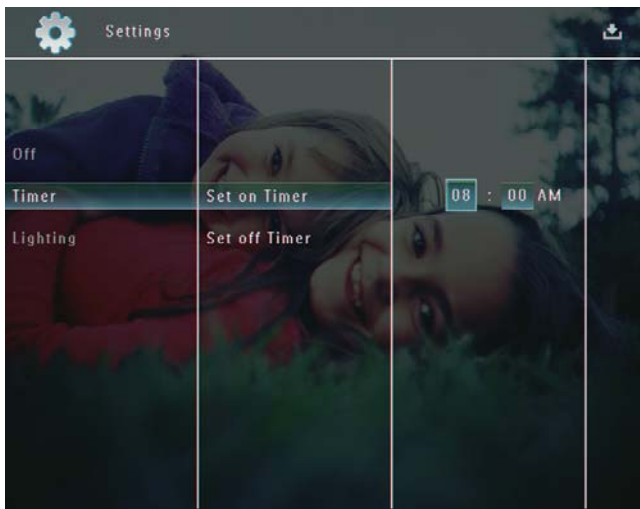 Settings
Off
Timer
Set on Timer
08 : 00 AM
Lighting
Set off Timer